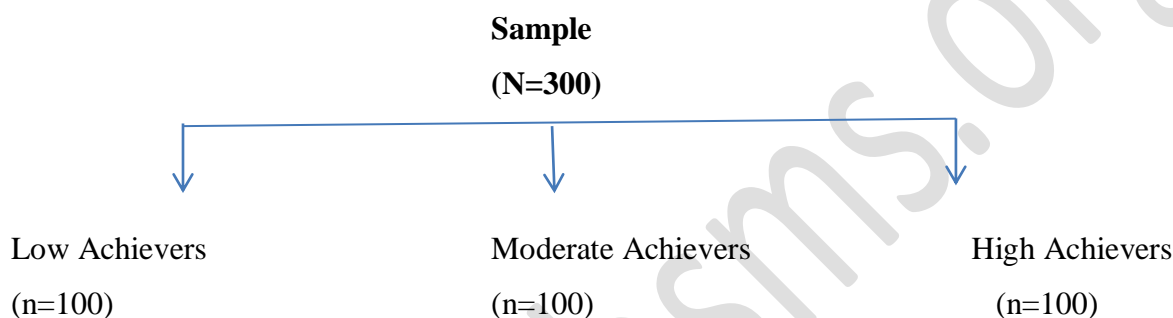 Sample
(N=300)
Low Achievers Moderate Achievers High Achievers
(n=100) (n=100) (n=100)